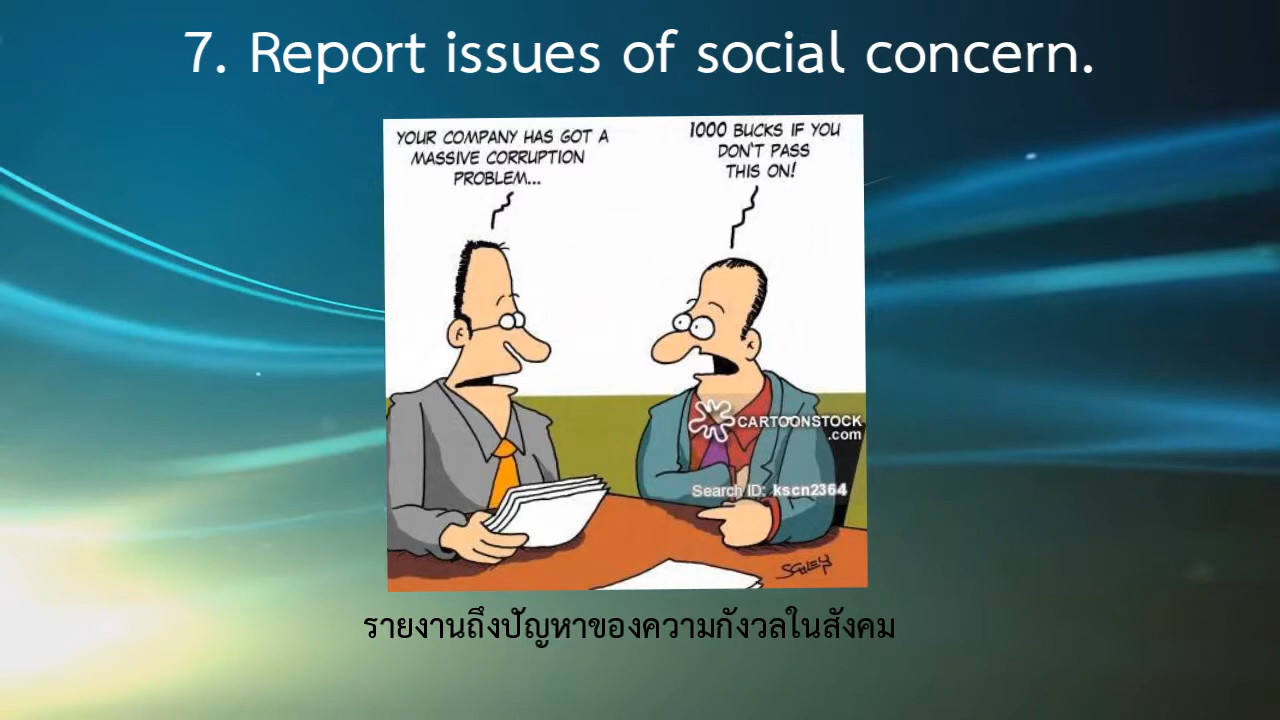 7. Report issues of social concern.
YOUR COMPANY HAS GOT A
MASSIVE CORRUPTION
PROBLEM...
1000 BUCKS IF YOU
DON'T PASS
THIS ON!
CARTOONSTOCK
.com
Search ID: kscn2364
รายงานถึงปัญหาของความกังวลในสังคม